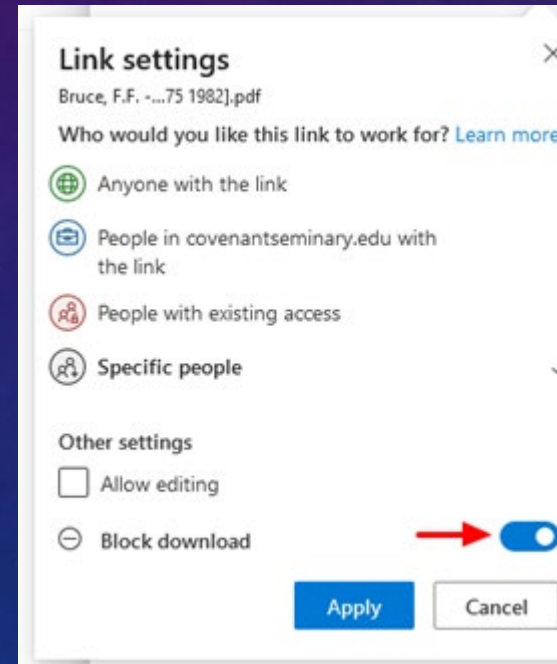 Link settings
Bruce, F.F. -...75 1982].pdf
Who would you like this link to work for? Learn more
Anyone with the link
People in covenantseminary.edu with
the link
People with existing access
Specific people
Other settings
Allow editing
Block download
Apply Cancel